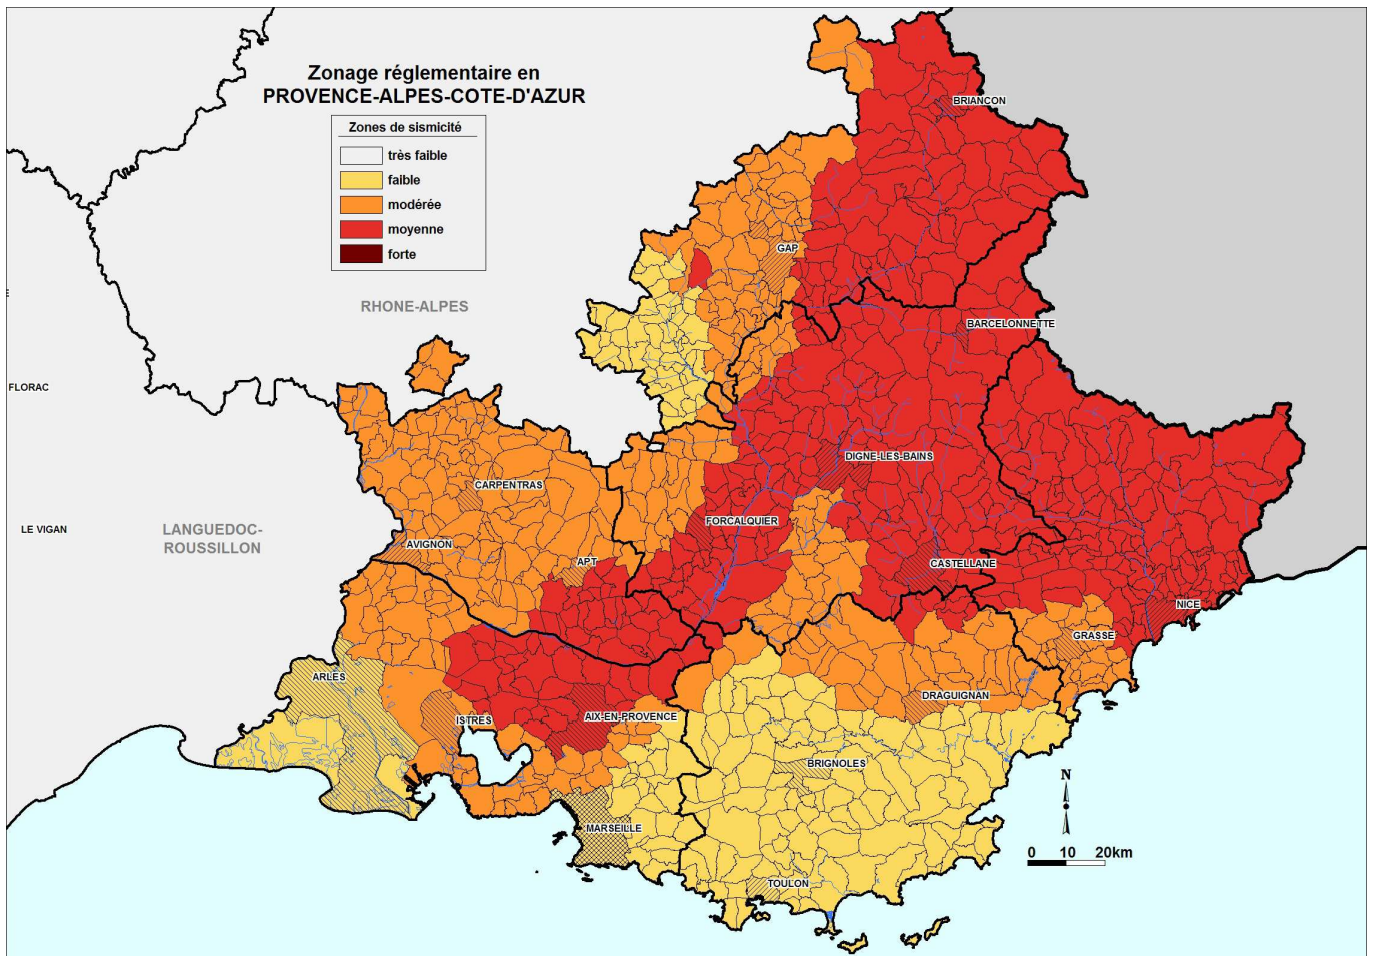 Zonage réglementaire en
PROVENCE-ALPES-COTE-D'AZUR
Zones de sismicité
très faible
faible
modérée
moyenne
forte
BRIANCON
GAP
RHONE-ALPES
BARCELONNETTE
FLORAC
DIGNE-LES-BAINS
CARPENTRAS
FORCALQUIER
LE VIGAN
LANGUEDOC-
ROUSSILLON
AVIGNON
APT
CASTELLANE
NICE
GRASSE
ARLES
DRAGUIGNAN
ISTRES
AIX-EN-PROVENCE
BRIGNOLES
N
MARSEILLE
0 10 20km
TOULON